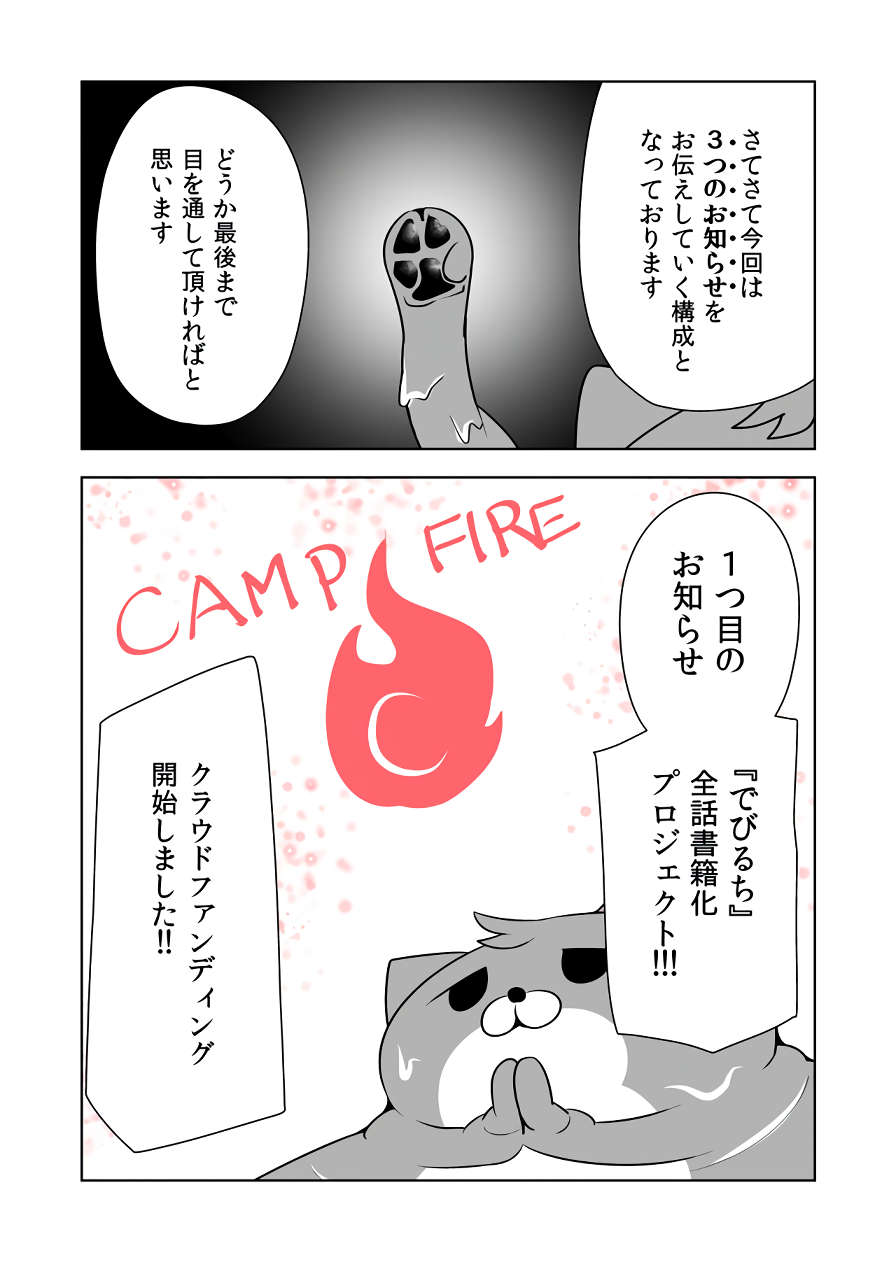 さてさて今回は
３つのお知らせを
お伝えしていく構成と
なっております
どうか最後まで
目を通して頂ければと
思います
１つ目の
お知らせ
『でびるち』
全話書籍化
プロジェクト!!!
CAMP FIRE
クラウドファンディング
開始しました!!